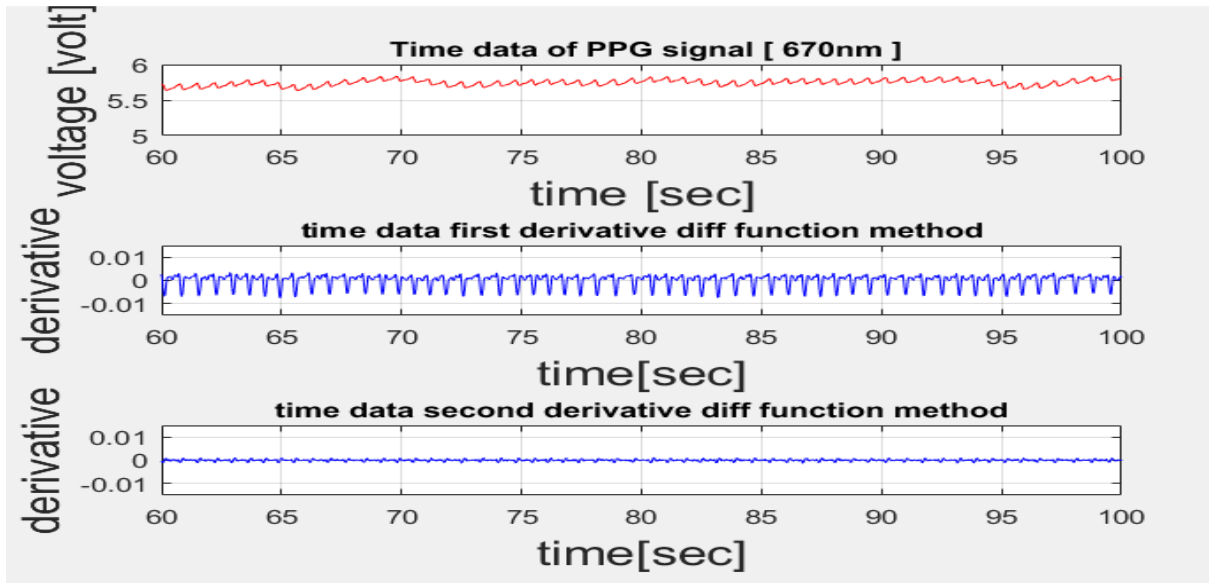 Time data of PPG signal [ 670nm ]
voltage [volt]
6
5.5
5
60 65 70 75 80 85 90 95 100
time [sec]
time data first derivative diff function method
derivative
0.01
0
-0.01
60 65 70 75 80 85 90 95 100
time[sec]
time data second derivative diff function method
derivative
0.01
0
-0.01
60 65 70 75 80 85 90 95 100
time[sec]